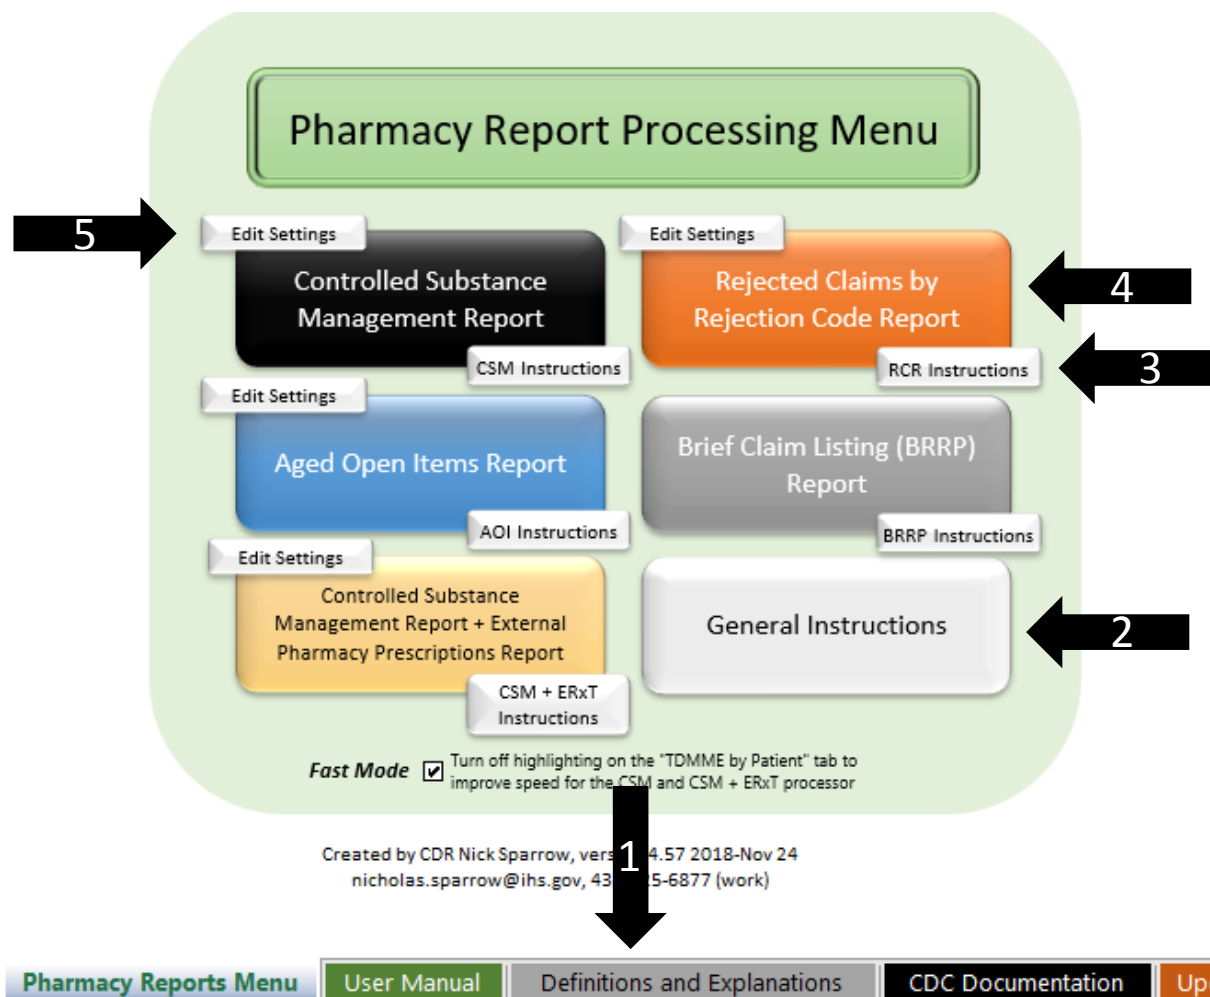 Pharmacy Report Processing Menu
5
Edit Settings
Edit Settings
Controlled Substance
Management Report
Rejected Claims by
Rejection Code Report
4
CSM Instructions
RCR Instructions
3
Edit Settings
Aged Open Items Report
Brief Claim Listing (BRRP)
Report
AOI Instructions
BRRP Instructions
Edit Settings
Controlled Substance
Management Report + External
Pharmacy Prescriptions Report
General Instructions
2
CSM + ERxT
Instructions
Fast Mode
Turn off highlighting on the "TDMME by Patient" tab to
improve speed for the CSM and CSM + ERxT processor
1
Created by CDR Nick Sparrow, 4.57 2018-Nov 24
nicholas.sparrow@ihs.gov, 5-6877 (work)
Pharmacy Reports Menu
User Manual
Definitions and Explanations
CDC Documentation